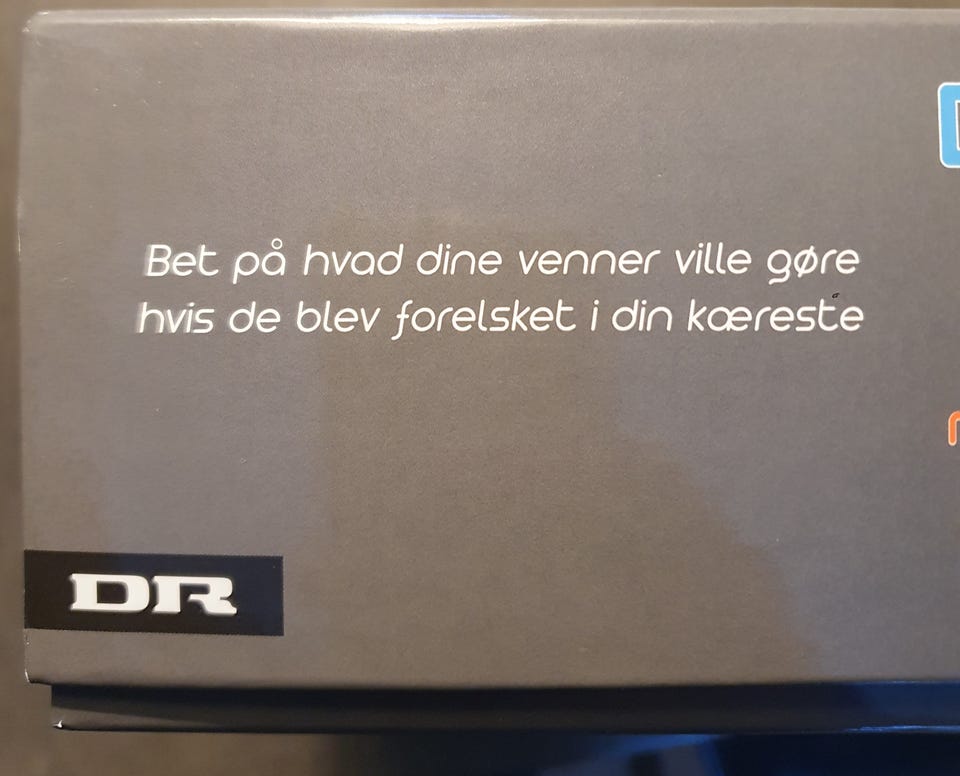 Bet på hvad dine venner ville gøre
hvis de blev forelsket i din kæreste
DR